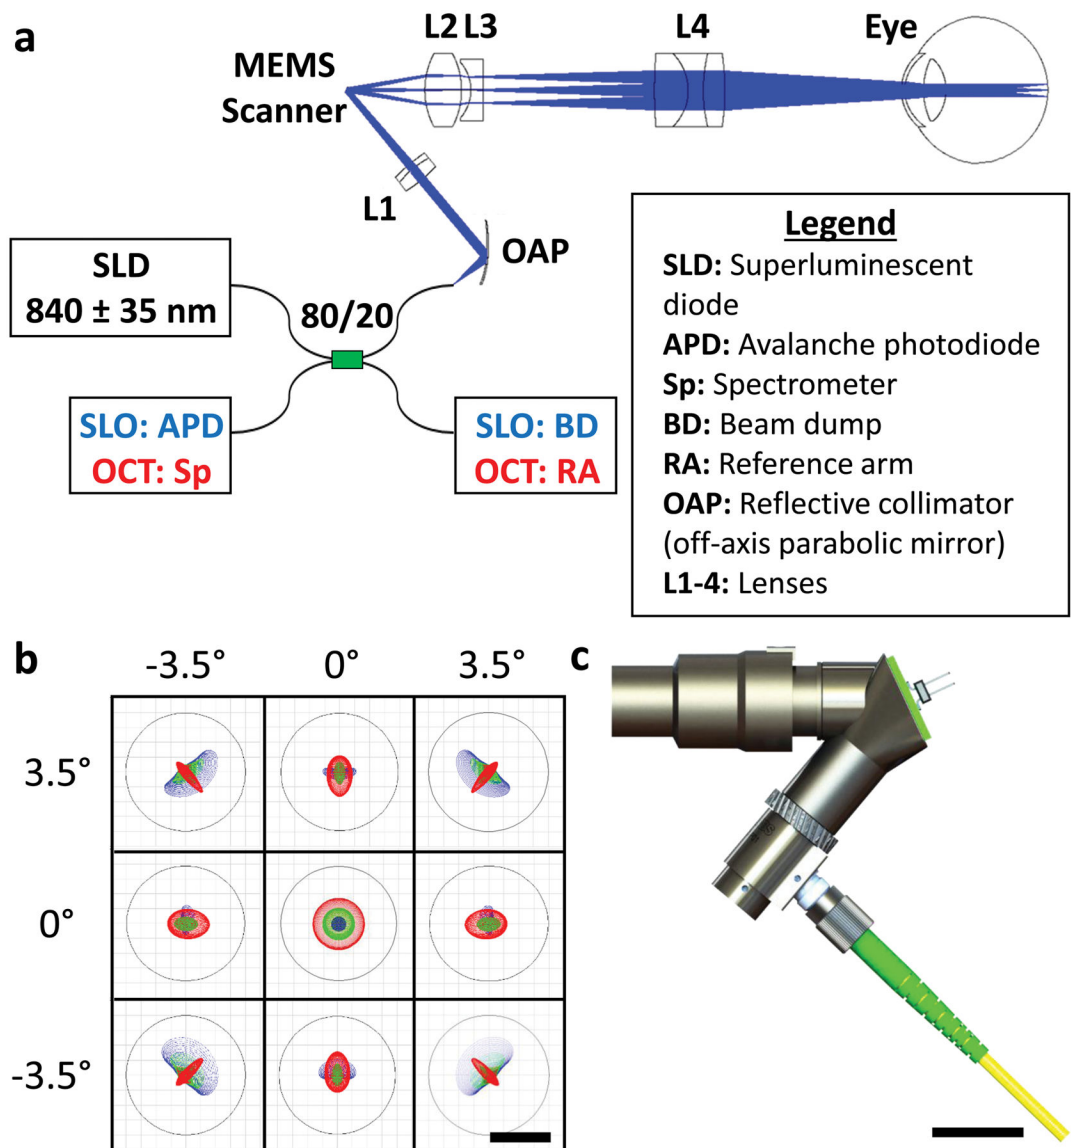 a
L2 L3
L4
Eye
MEMS
Scanner
L1
OAP
SLD
840 ± 35 nm
80/20
SLO: APD
OCT: Sp
SLO: BD
OCT: RA
Legend
SLD: Superluminescent
diode
APD: Avalanche photodiode
Sp: Spectrometer
BD: Beam dump
RA: Reference arm
OAP: Reflective collimator
(off-axis parabolic mirror)
L1-4: Lenses
b
-3.5° 0° 3.5°
3.5°
0°
-3.5°
c